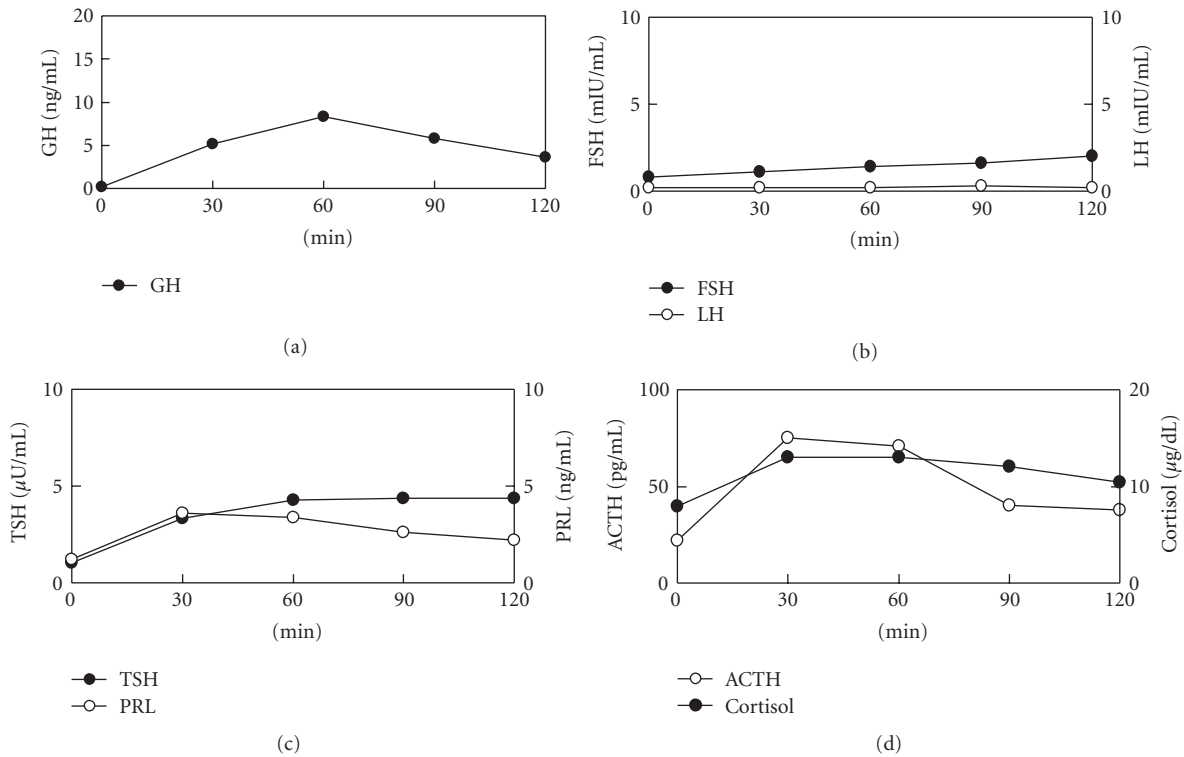 20
15
10
5
0
GH (ng/mL)
0 30 60 90 120
(min)
GH
(a)
10
5
0
FSH (mIU/mL)
10
5
0
LH (mIU/mL)
0 30 60 90 120
(min)
FSH
LH
(b)
10
5
0
TSH (μU/mL)
10
5
0
PRL (ng/mL)
0 30 60 90 120
(min)
TSH
PRL
(c)
100
50
0
ACTH (pg/mL)
20
10
0
Cortisol (μg/dL)
0 30 60 90 120
(min)
ACTH
Cortisol
(d)